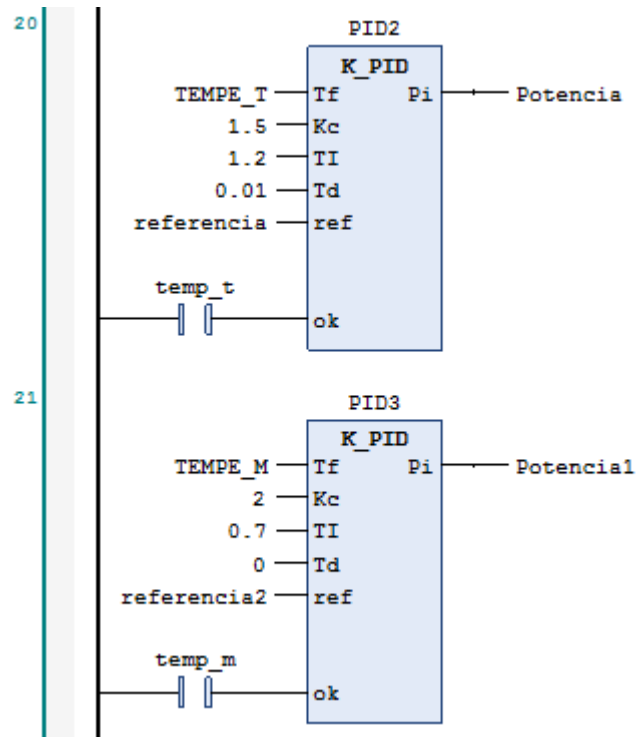 20
PID2
K_PID
TEMPE_T Tf Pi Potencia
1.5 Kc
1.2 TI
0.01 Td
referencia ref
temp_t
ok
21
PID3
K_PID
TEMPE_M Tf Pi Potencia1
2 Kc
0.7 TI
0 Td
referencia2 ref
temp_m
ok